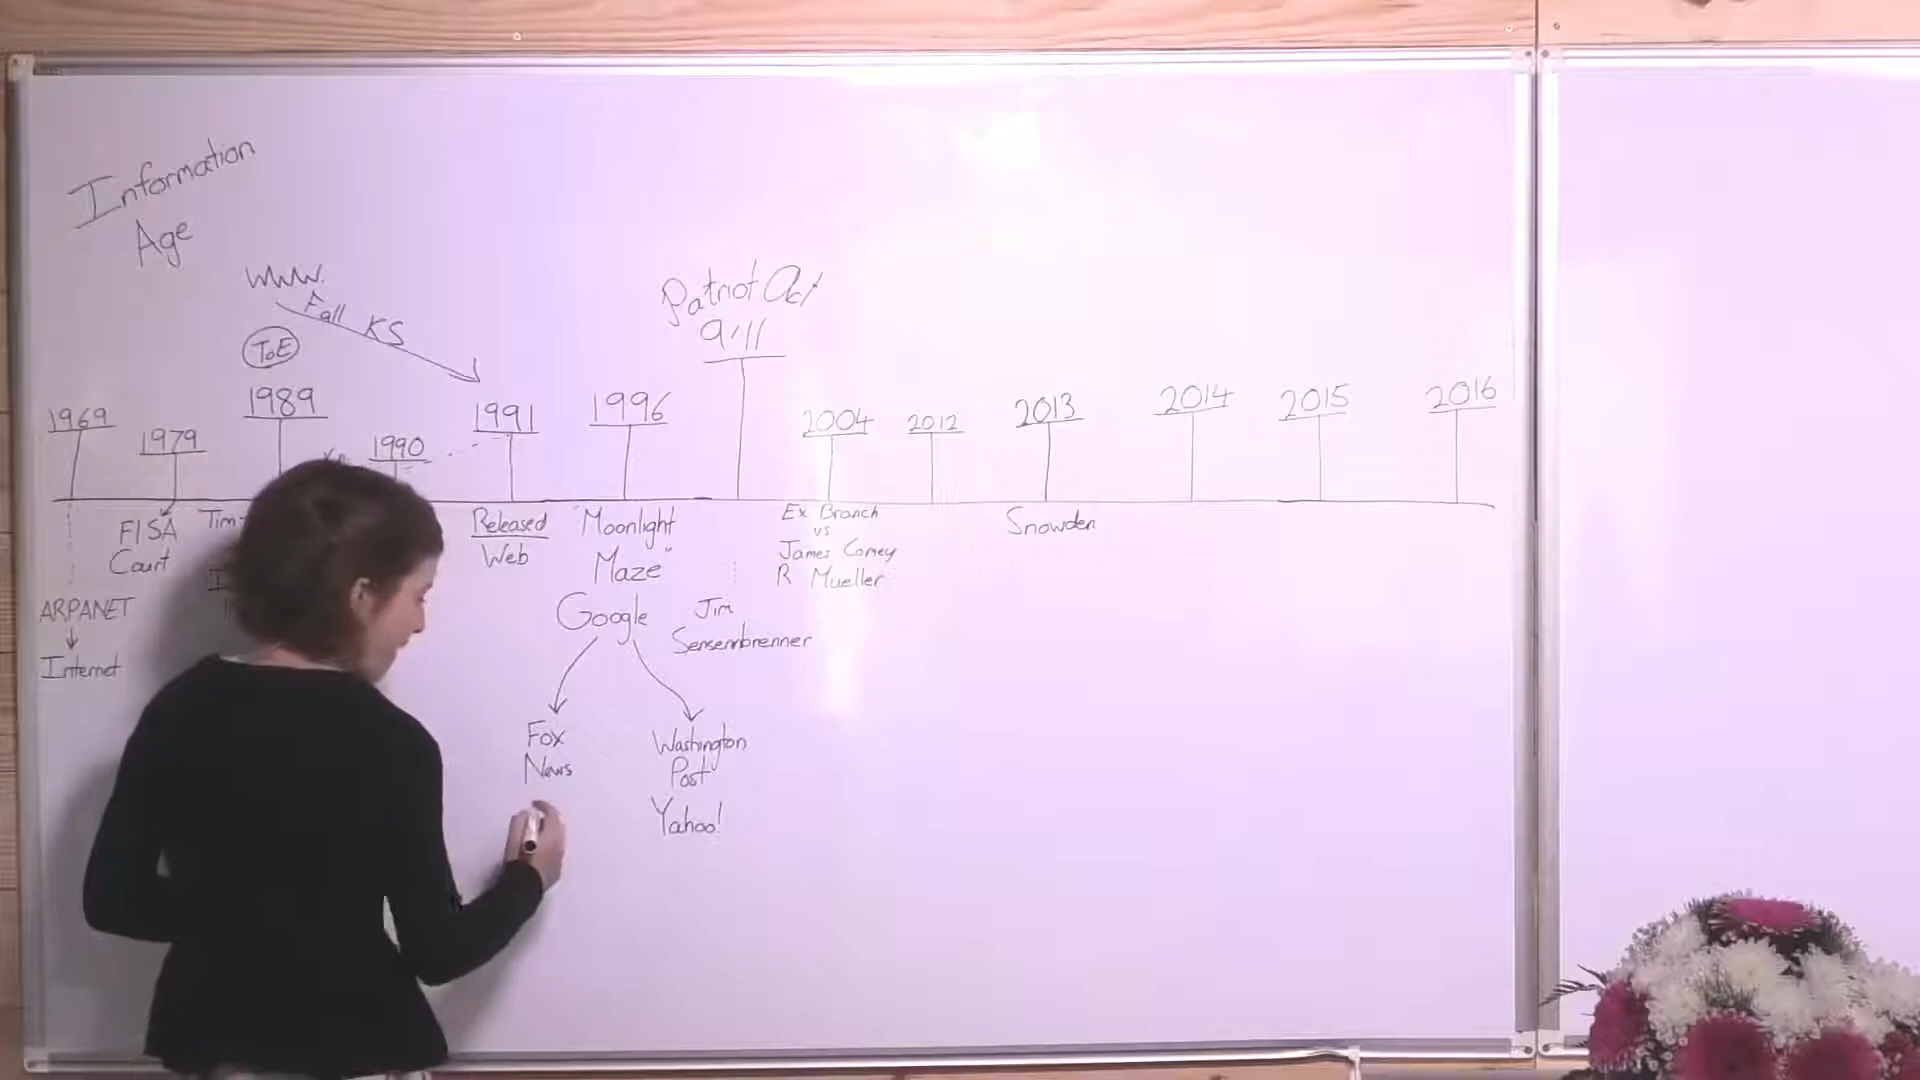 Information
Age
WWW.
Fall KS
ToE
Patriot Act
9/11
1969
1979
1989
1990
1991
1996
2004
2012
2013
2014
2015
2016
FISA
Court
Tim
ARPANET
Internet
Released
Web
"Moonlight
Maze"
Google
Jim
Sensennbrenner
Ex Branch
vs
James Comey
R Mueller
Snowden
Fox
News
Washington
Post
Yahoo!